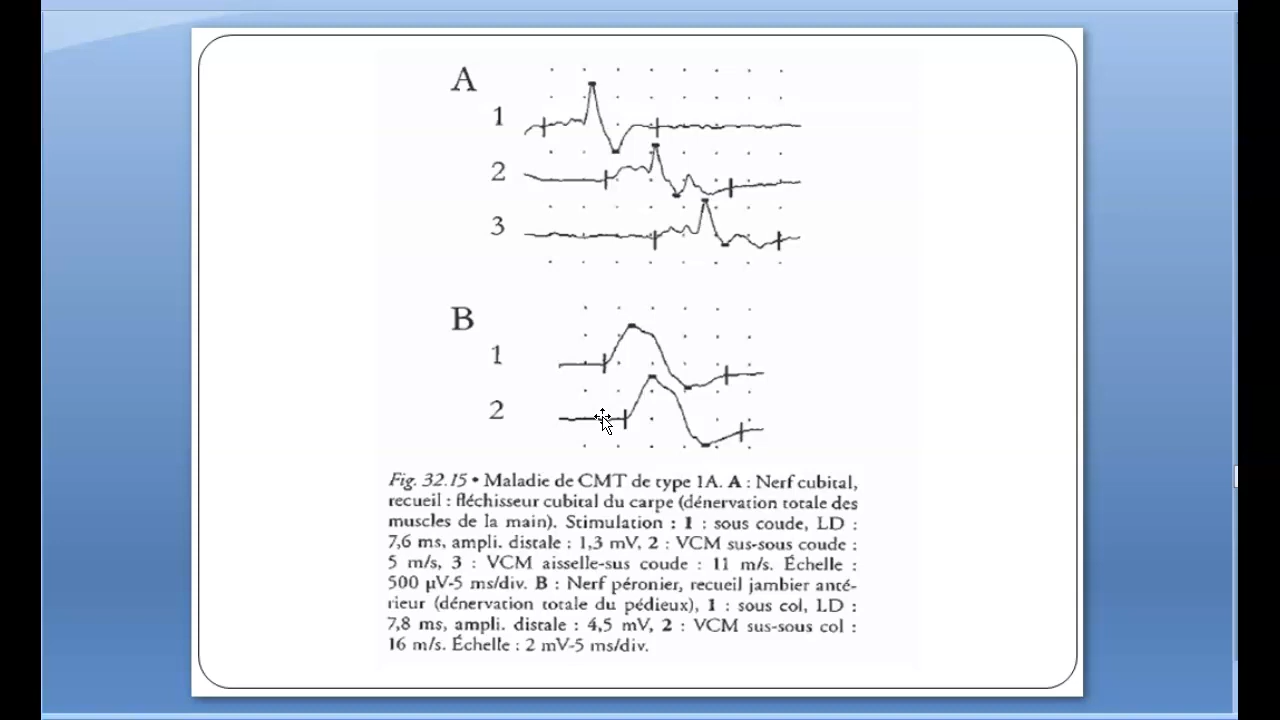 A
1
2
3
B
1
2
Fig. 32.15 • Maladie de CMT de type 1A. A : Nerf cubital,
recueil : fléchisseur cubital du carpe (dénervation totale des
muscles de la main). Stimulation : 1 : sous coude, LD :
7,6 ms, ampli. distale : 1,3 mV, 2 : VCM sus-sous coude :
5 m/s, 3 : VCM aisselle-sus coude : 11 m/s. Échelle :
500 µV-5 ms/div. B : Nerf péronier, recueil jambier anté-
rieur (dénervation totale du pédieux), 1 : sous col, LD :
7,8 ms, ampli. distale : 4,5 mV, 2 : VCM sus-sous col :
16 m/s. Échelle : 2 mV-5 ms/div.